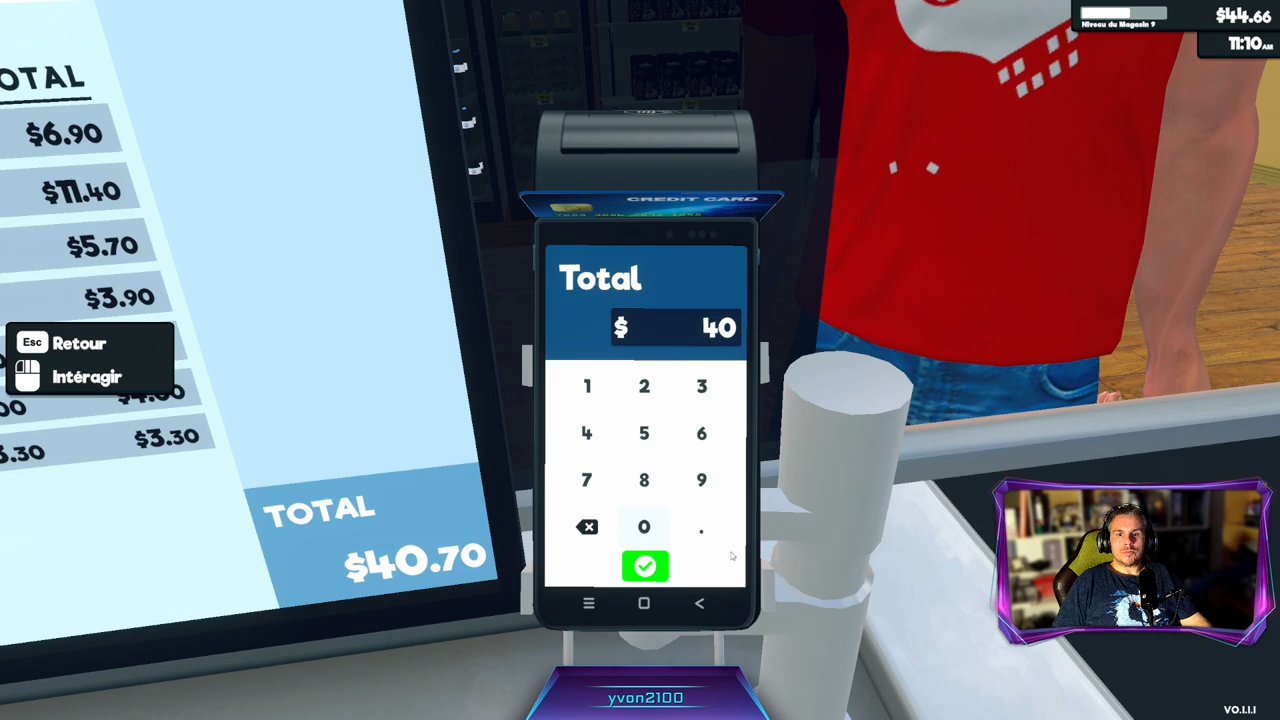 Niveau du Magasin 9
$44.66
11:10AM
OTAL
$6.90
$11.40
$5.70
$3.90
Esc Retour
Intéragir
$3.30
TOTAL
$40.70
CREDIT CARD
Total
$ 40
1 2 3
4 5 6
7 8 9
0 .
yvon2100
V0.1.1.1